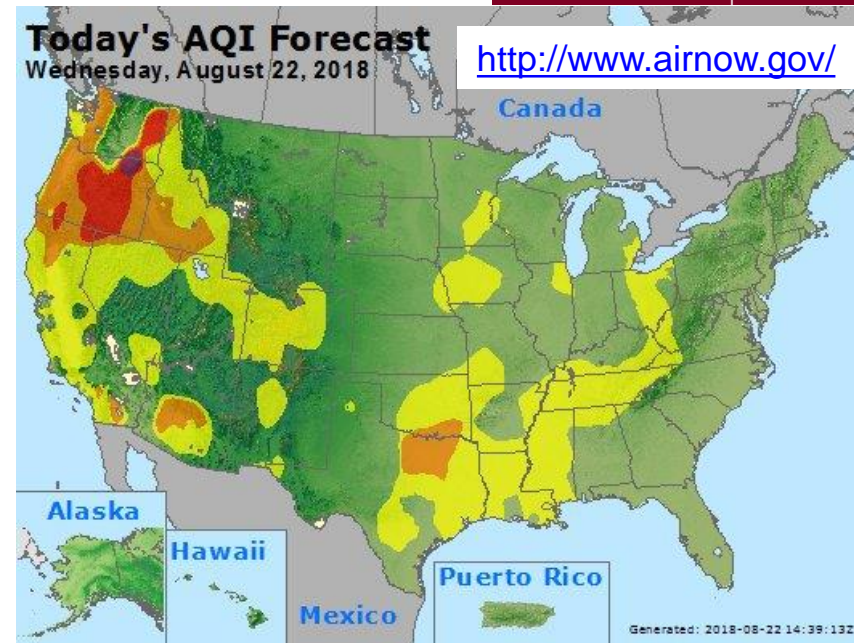 Today's AQI Forecast
Wednesday, August 22, 2018
http://www.airnow.gov/
Canada
Alaska
Hawaii
Mexico
Puerto Rico
Generated: 2018-08-22 14:39:13Z